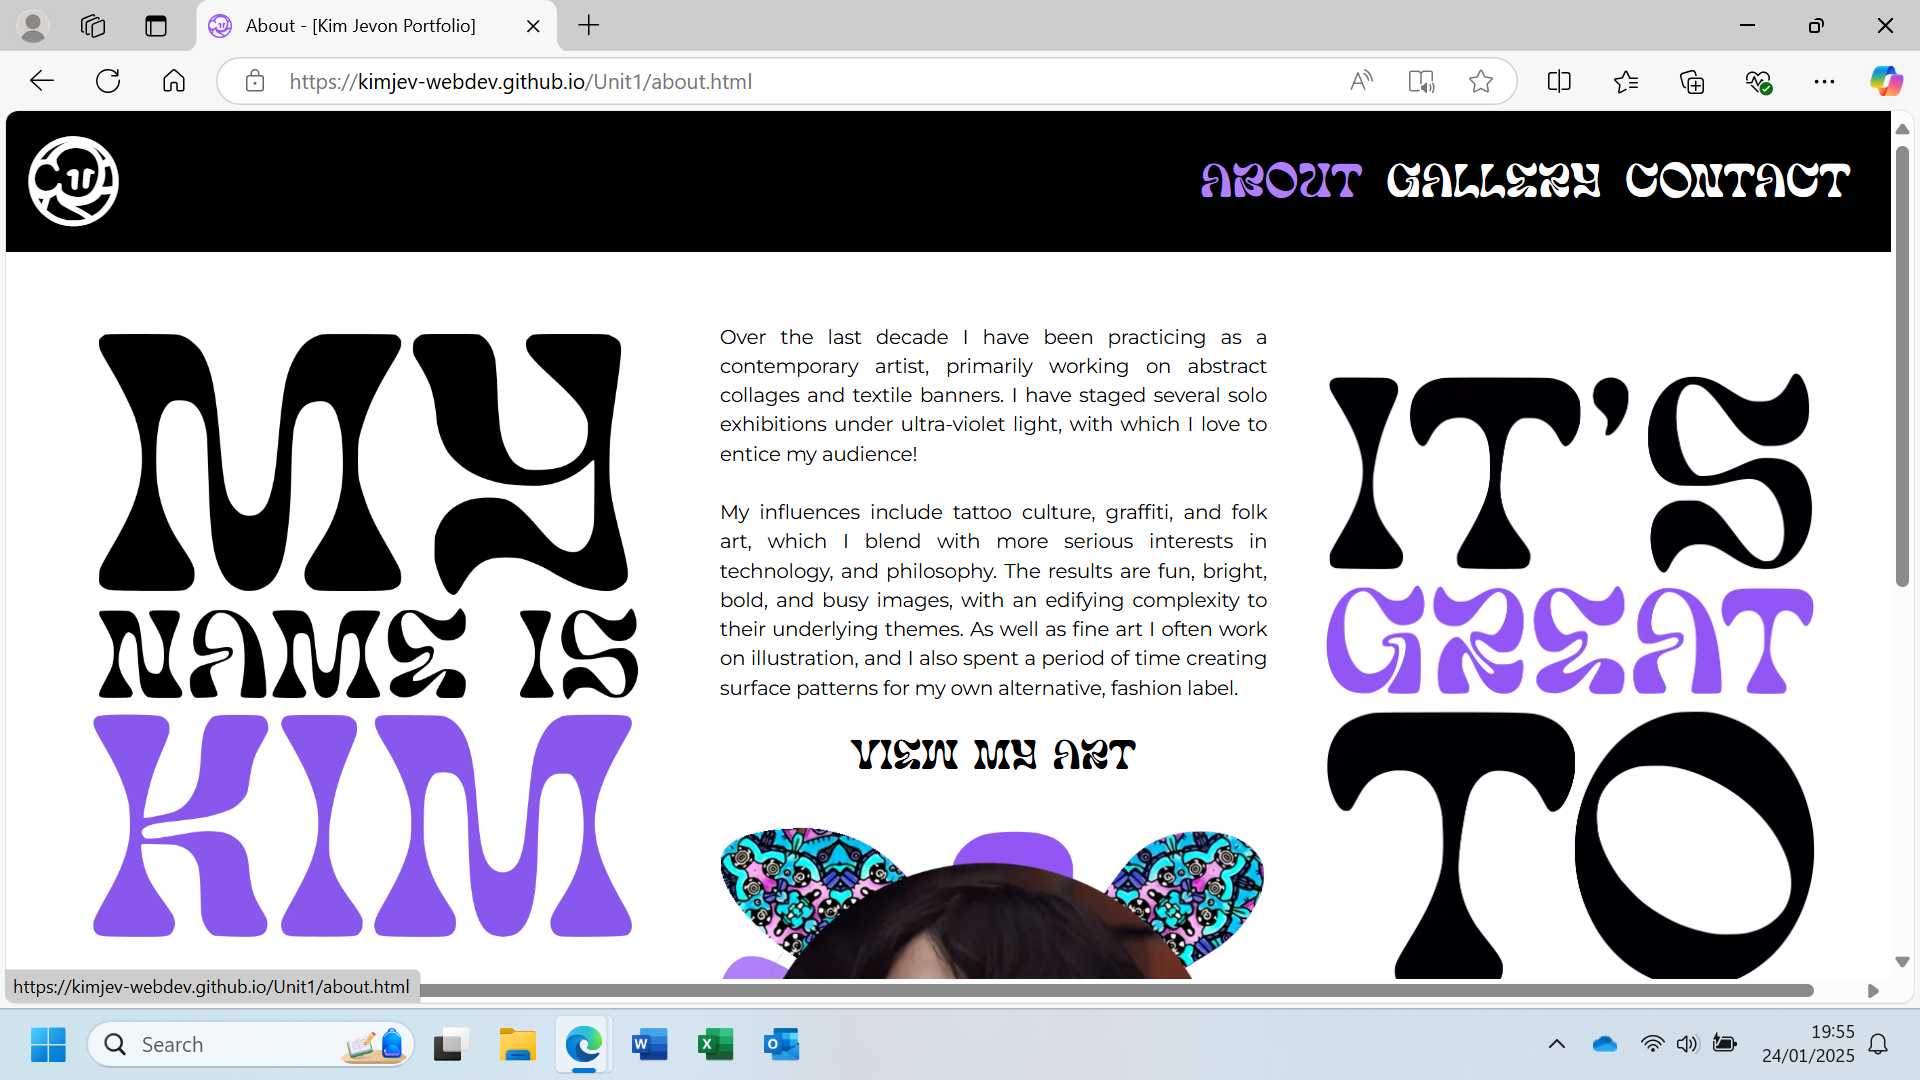 About - [Kim Jevon Portfolio]
https://kimjev-webdev.github.io/Unit1/about.html
ABOUT GALLERY CONTACT
MY
NAME IS
KIM
Over the last decade I have been practicing as a
contemporary artist, primarily working on abstract
collages and textile banners. I have staged several solo
exhibitions under ultra-violet light, with which I love to
entice my audience!
My influences include tattoo culture, graffiti, and folk
art, which I blend with more serious interests in
technology, and philosophy. The results are fun, bright,
bold, and busy images, with an edifying complexity to
their underlying themes. As well as fine art I often work
on illustration, and I also spent a period of time creating
surface patterns for my own alternative, fashion label.
VIEW MY ART
IT'S
GREAT
TO
https://kimjev-webdev.github.io/Unit1/about.html
Search
19:55
24/01/2025